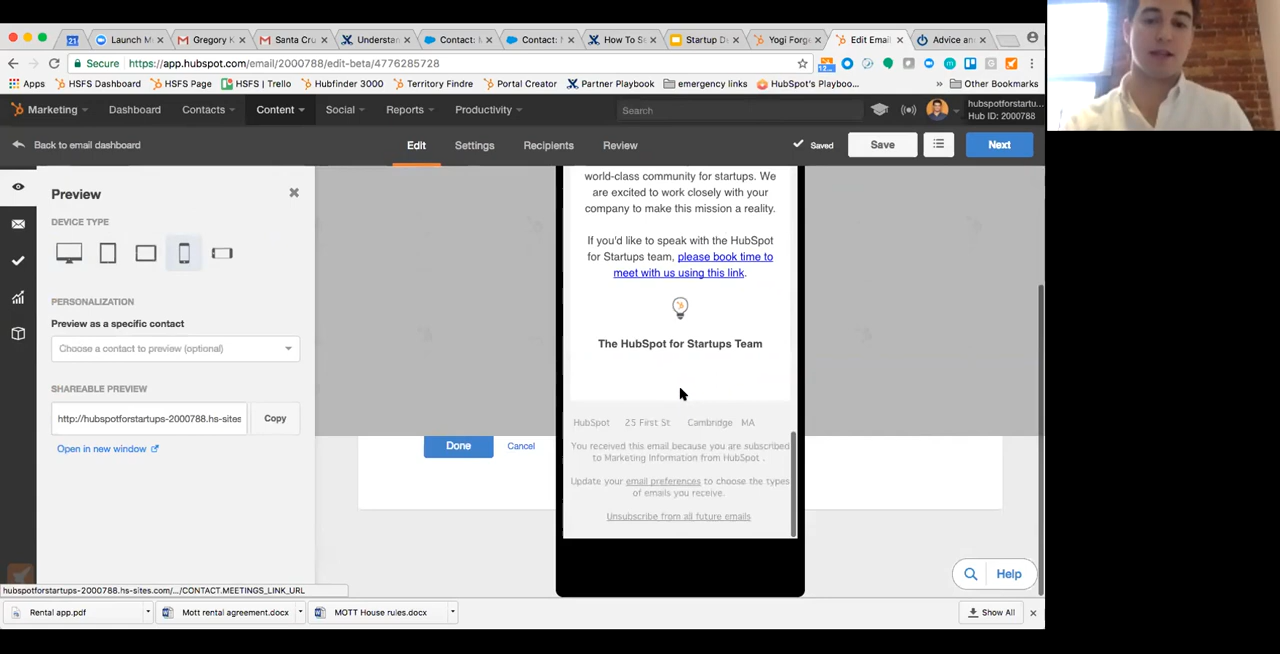 21
Launch M
Gregory K
Santa Cru
Understan
Contact: M
Contact: M
How To Se
Startup De
Yogi Forge
Edit Email
Advice an
Secure
https://app.hubspot.com/email/2000788/edit-beta/4776285728
Apps
HSFS Dashboard
HSFS Page
HSFS | Trello
Hubfinder 3000
Territory Finder
Portal Creator
Partner Playbook
emergency links
HubSpot's Playboo...
»
Other Bookmarks
Marketing
Dashboard
Contacts
Content
Social
Reports
Productivity
Search
hubspotforstartu...
Hub ID: 2000788
Back to email dashboard
Edit
Settings
Recipients
Review
Saved
Save
Next
Preview
DEVICE TYPE
PERSONALIZATION
Preview as a specific contact
Choose a contact to preview (optional)
SHAREABLE PREVIEW
http://hubspotforstartups-2000788.hs-sites
Copy
Open in new window
Done
Cancel
world-class community for startups. We
are excited to work closely with your
company to make this mission a reality.
If you'd like to speak with the HubSpot
for Startups team, please book time to
meet with us using this link.
The HubSpot for Startups Team
HubSpot 25 First St Cambridge MA
You received this email because you are subscribed
to Marketing Information from HubSpot .
Update your email preferences to choose the types
of emails you receive.
Unsubscribe from all future emails
Help
hubspotforstartups-2000788.hs-sites.com/.../CONTACT.MEETINGS_LINK_URL
Rental app.pdf
Mott rental agreement.docx
MOTT House rules.docx
Show All